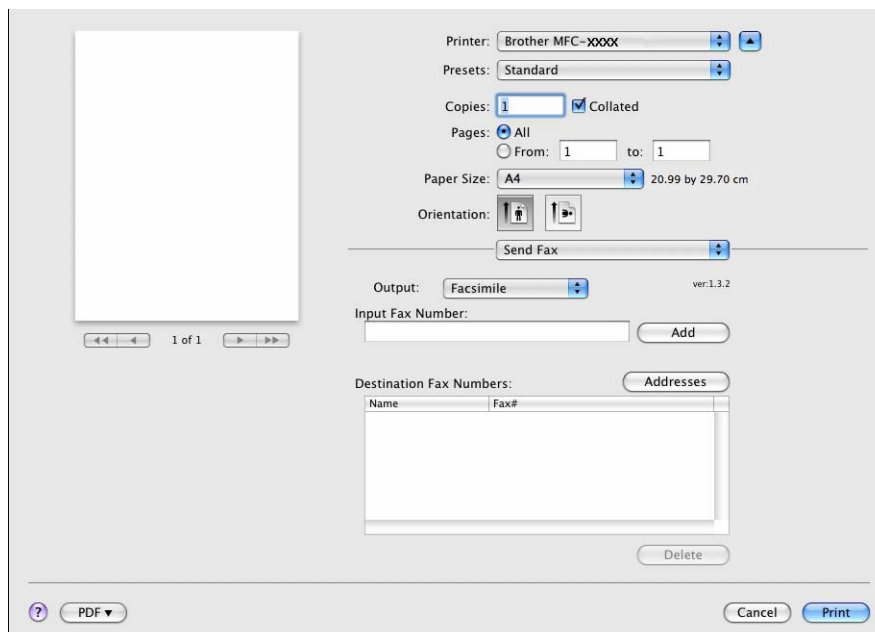 Printer: Brother MFC-XXXX
Presets: Standard
Copies: 1 Collated
Pages: All
From: 1 to: 1
Paper Size: A4 20.99 by 29.70 cm
Orientation:
Send Fax
Output: Facsimile ver:1.3.2
Input Fax Number:
Add
1 of 1
Destination Fax Numbers: Addresses
Name Fax#
Delete
? PDF Cancel Print